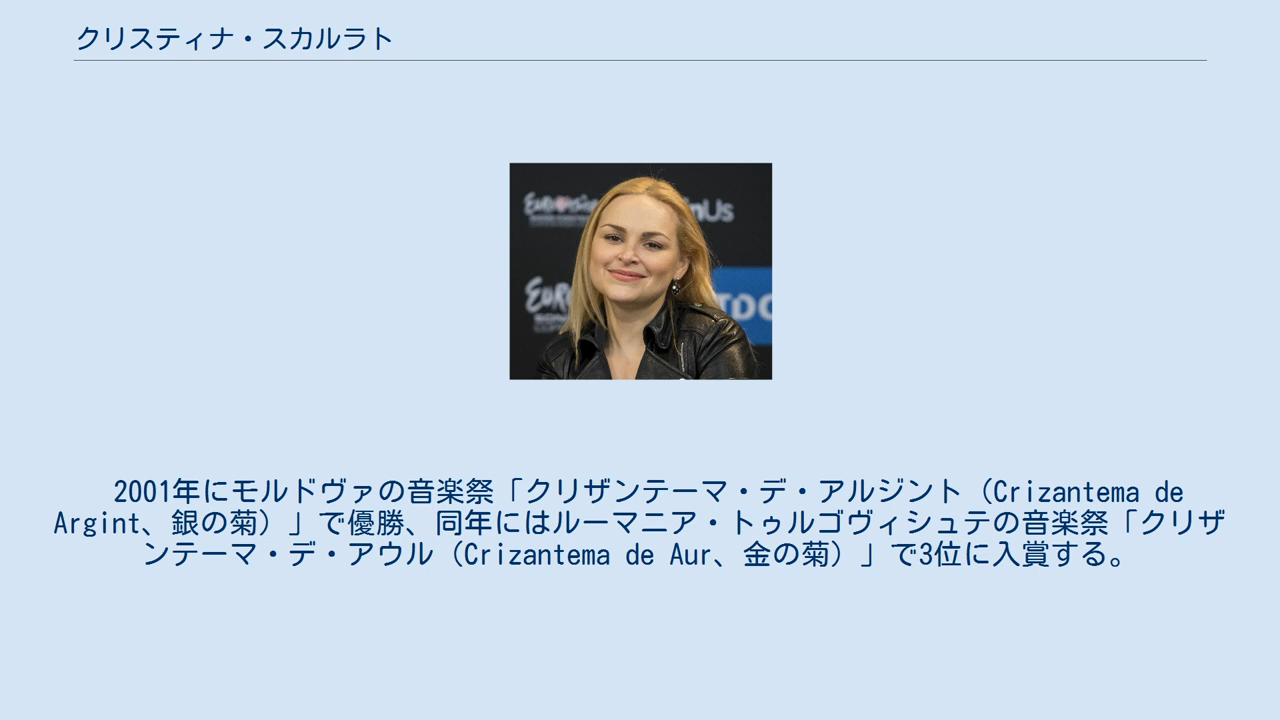 クリスティナ・スカルラト
Eurovision
nUs
Euro
TDC
2001年にモルドヴァの音楽祭「クリザンテーマ・デ・アルジント（Crizantema de
Argint、銀の菊）」で優勝、同年にはルーマニア・トゥルゴヴィシュテの音楽祭「クリザ
ンテーマ・デ・アウル（Crizantema de Aur、金の菊）」で3位に入賞する。